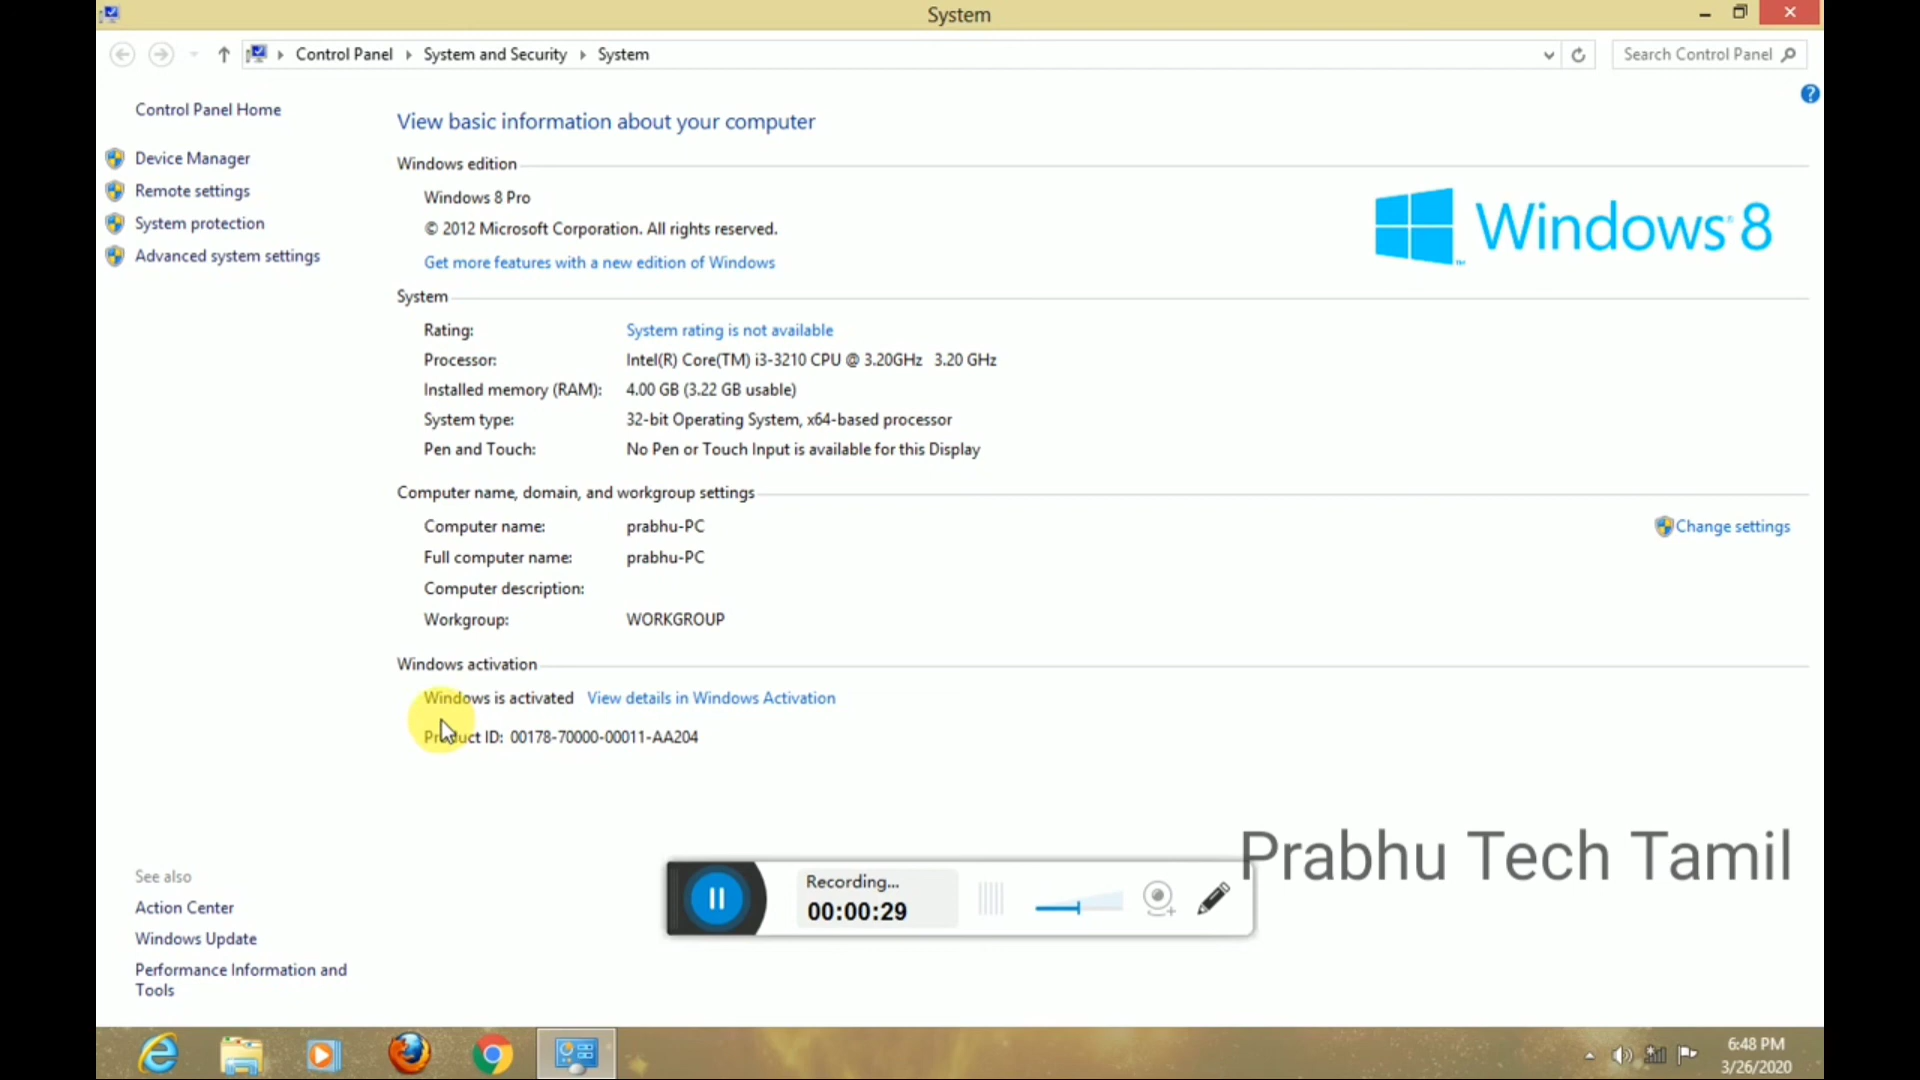 System
Control Panel System and Security System
Search Control Panel
Control Panel Home
Device Manager
Remote settings
System protection
Advanced system settings
View basic information about your computer
Windows edition
Windows 8 Pro
© 2012 Microsoft Corporation. All rights reserved.
Get more features with a new edition of Windows
Windows 8
System
Rating: System rating is not available
Processor: Intel(R) Core(TM) i3-3210 CPU @ 3.20GHz 3.20 GHz
Installed memory (RAM): 4.00 GB (3.22 GB usable)
System type: 32-bit Operating System, x64-based processor
Pen and Touch: No Pen or Touch Input is available for this Display
Computer name, domain, and workgroup settings
Computer name: prabhu-PC
Change settings
Full computer name: prabhu-PC
Computer description:
Workgroup: WORKGROUP
Windows activation
Windows is activated View details in Windows Activation
Product ID: 00178-70000-00011-AA204
See also
Action Center
Windows Update
Performance Information and
Tools
Recording...
00:00:29
Prabhu Tech Tamil
6:48 PM
3/26/2020